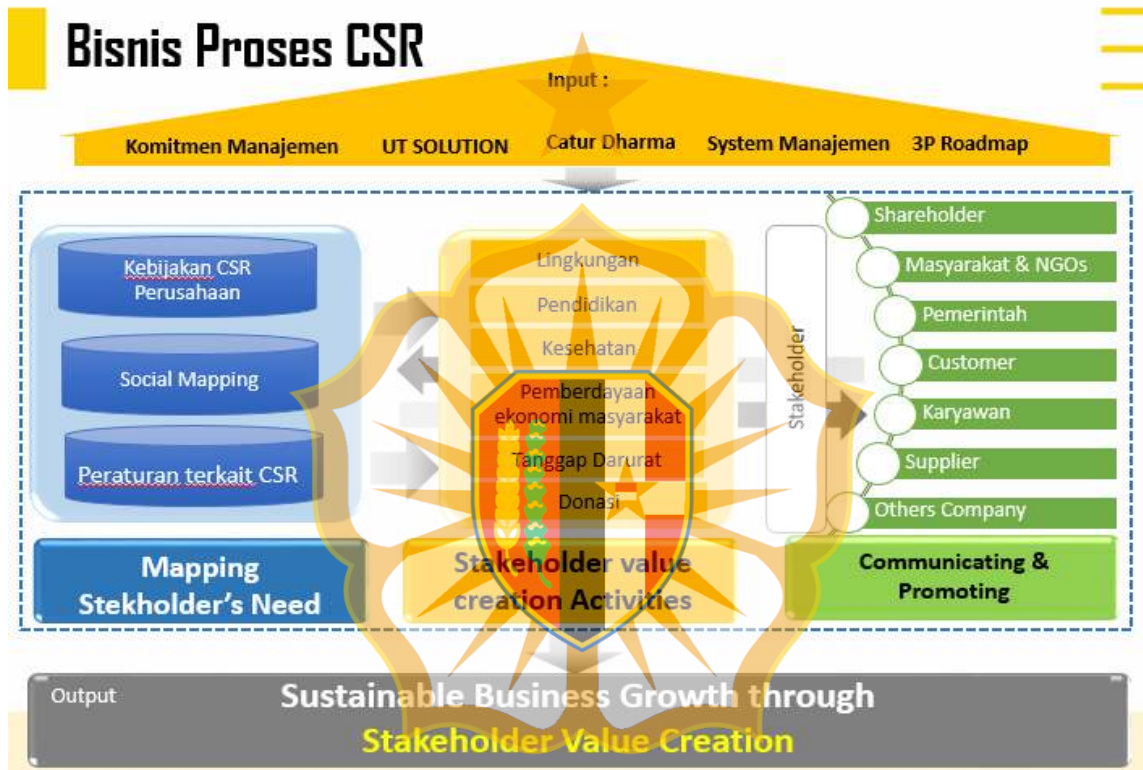 Bisnis Proses CSR
Input :
Komitmen Manajemen UT SOLUTION Catur Dharma System Manajemen 3P Roadmap
Kebijakan CSR
Perusahaan
Social Mapping
Peraturan terkait CSR
Mapping
Stekholder's Need
Lingkungan
Pendidikan
Kesehatan
Pemberdayaan
ekonomi masyarakat
Tanggap Darurat
Donasi
Stakeholder value
creation Activities
Stakeholder
Shareholder
Masyarakat & NGOs
Pemerintah
Customer
Karyawan
Supplier
Others Company
Communicating &
Promoting
Output
Sustainable Business Growth through
Stakeholder Value Creation